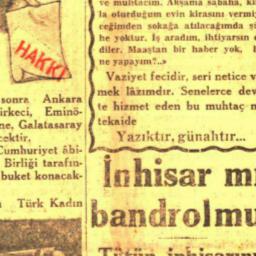 HAKKI
sonra Ankara
irkeci, Eminö-
ne, Galatasaray
cektir.
Cumhuriyet âbi-
Birliği tarafın-
buket konacak-
Türk Kadın
ve muhtacım. Akşama sabaha, ki
la oturduğum evin kirasını vermi
ceğimden sokağa atılacağımda
he yoktur. İş aradım, ihtiyarsın
diler. Maaştan bir haber yok,
ne yapayım?..»
Vaziyet fecidir, seri netice v
mek lâzımdır. Senelerce dev
te hizmet eden bu muhtaç m
tekaide
Yazıktır, günahtır...
İnhisar m
bandrolmu
Tütün inhisarını